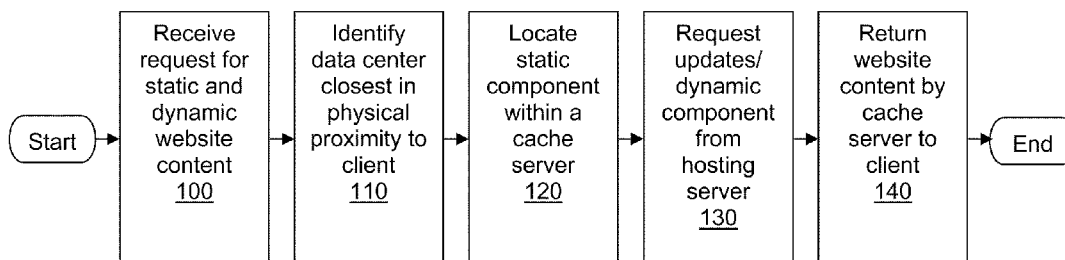 Start
Receive
request for
static and
dynamic
website
content
100
Identify
data center
closest in
physical
proximity to
client
110
Locate
static
component
within a
cache
server
120
Request
updates/
dynamic
component
from
hosting
server
130
Return
website
content by
cache
server to
client
140
End